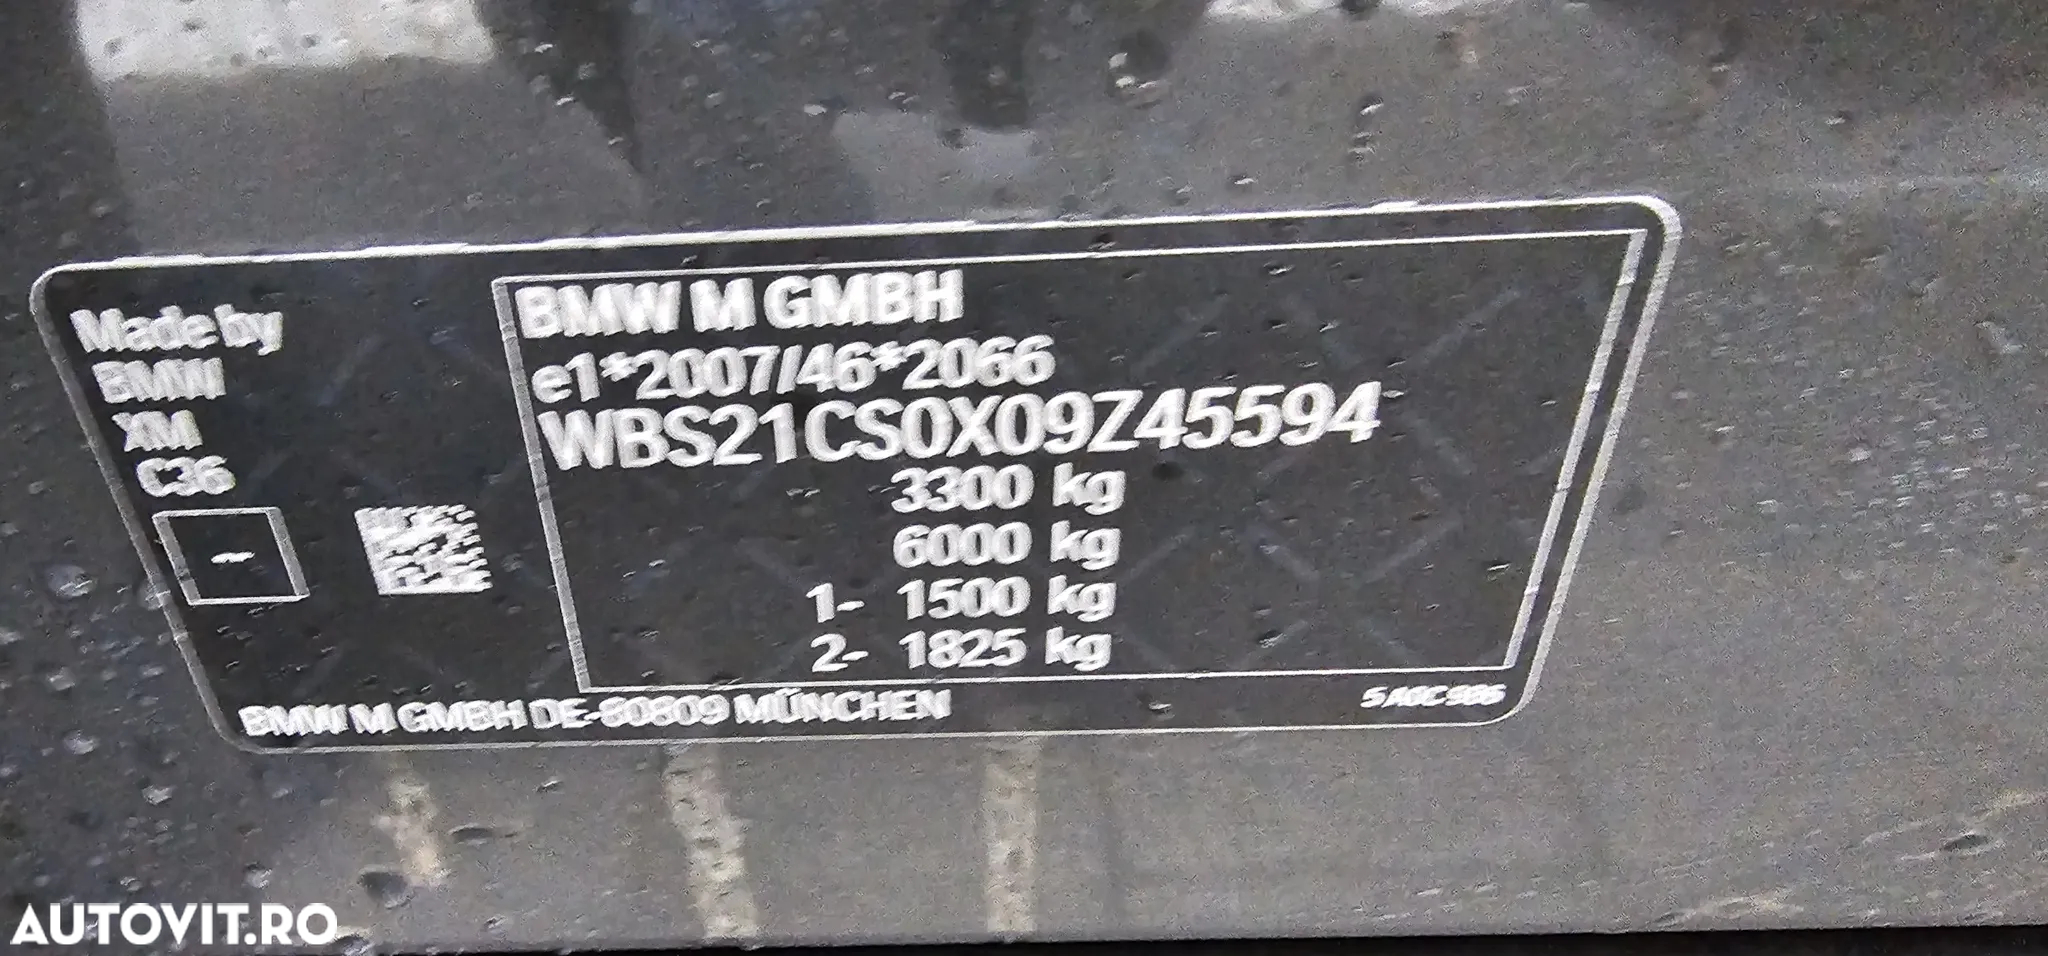 Made by
BMW
XM
C36
-
BMW M GMBH
e1*2007/46*2066
WBS21CS0X09Z45594
3300 kg
6000 kg
1- 1500 kg
2- 1825 kg
BMW M GMBH DE-80809 MÜNCHEN
AUTOVIT.RO